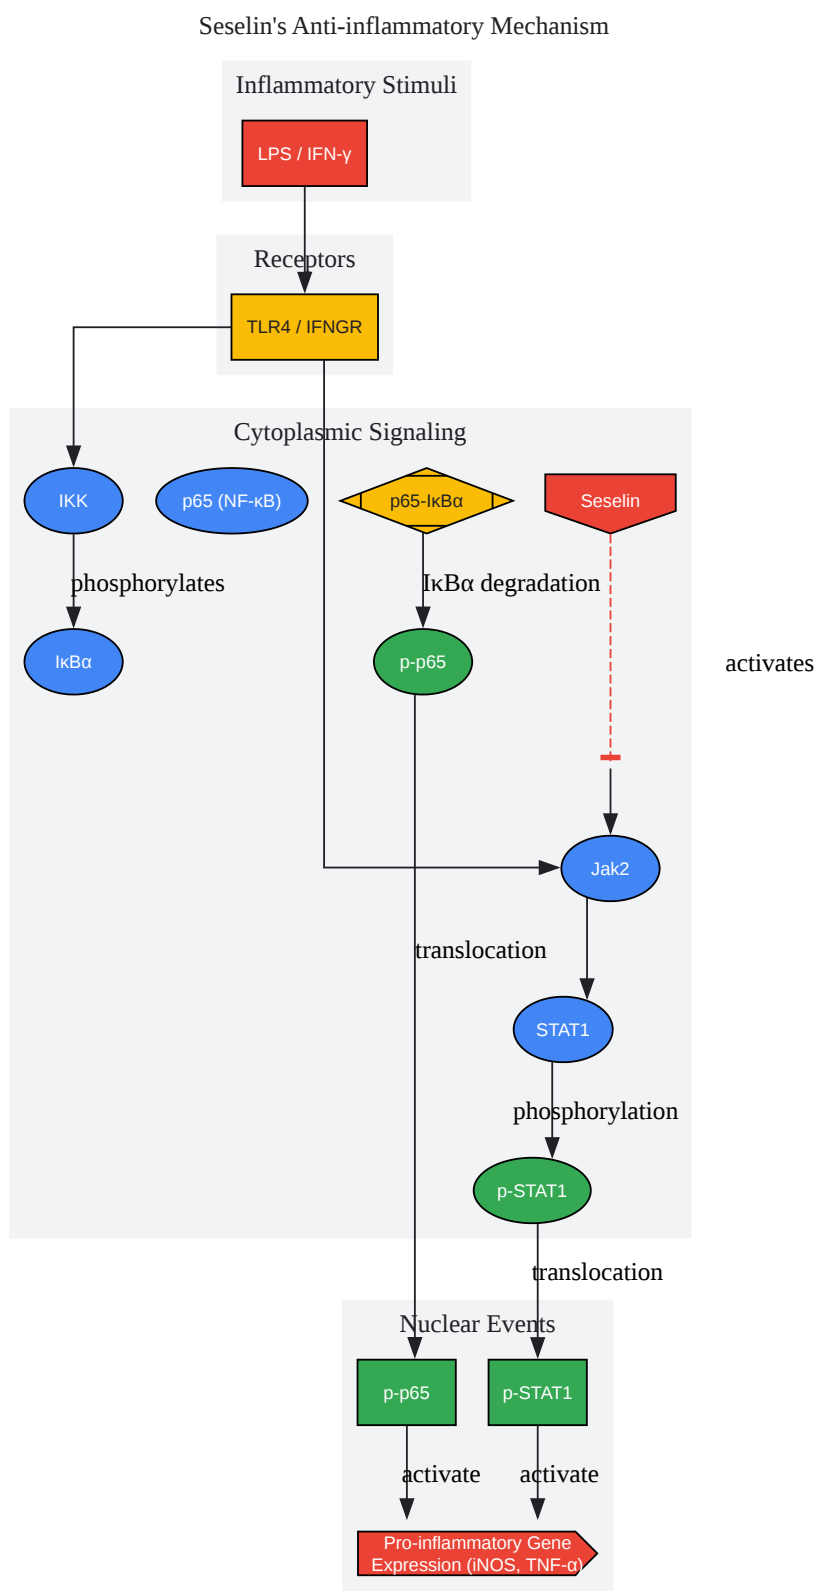 Seselin's Anti-inflammatory Mechanism
Inflammatory Stimuli
LPS / IFN-γ
Receptors
TLR4 / IFNGR
Cytoplasmic Signaling
IKK
p65 (NF-κB)
p65-IκBα
Seselin
phosphorylates
IκBα degradation
IκBα
p-p65
activates
Jak2
translocation
STAT1
phosphorylation
p-STAT1
translocation
Nuclear Events
p-p65
p-STAT1
activate
activate
Pro-inflammatory Gene
Expression (iNOS, TNF-α)